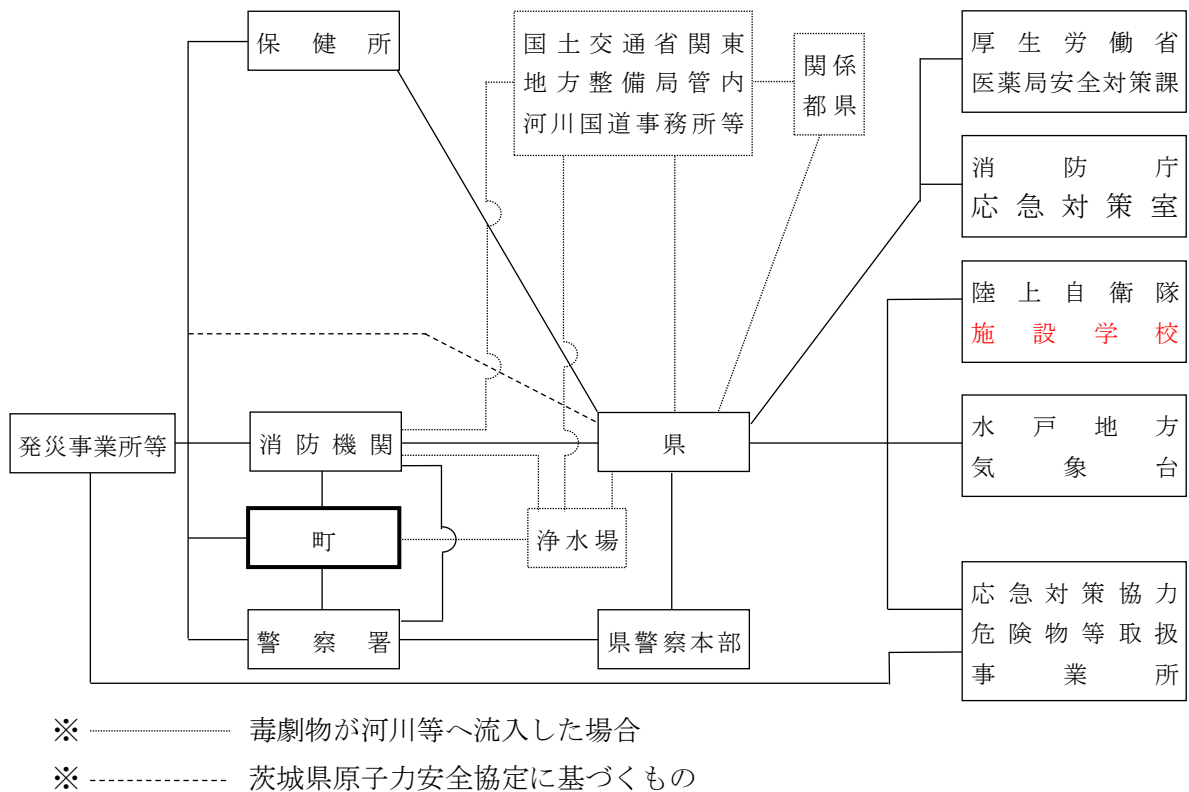 保健所
国土交通省関東
地方整備局管内
河川国道事務所等
関係
都県
厚生労働省
医薬局安全対策課
消防庁
応急対策室
陸上自衛隊
施設学校
発災事業所等
消防機関
県
水戸地方
気象台
町
浄水場
警察署
県警察本部
応急対策協力
危険物等取扱
事業所
※ 毒劇物が河川等へ流入した場合
※ 茨城県原子力安全協定に基づくもの